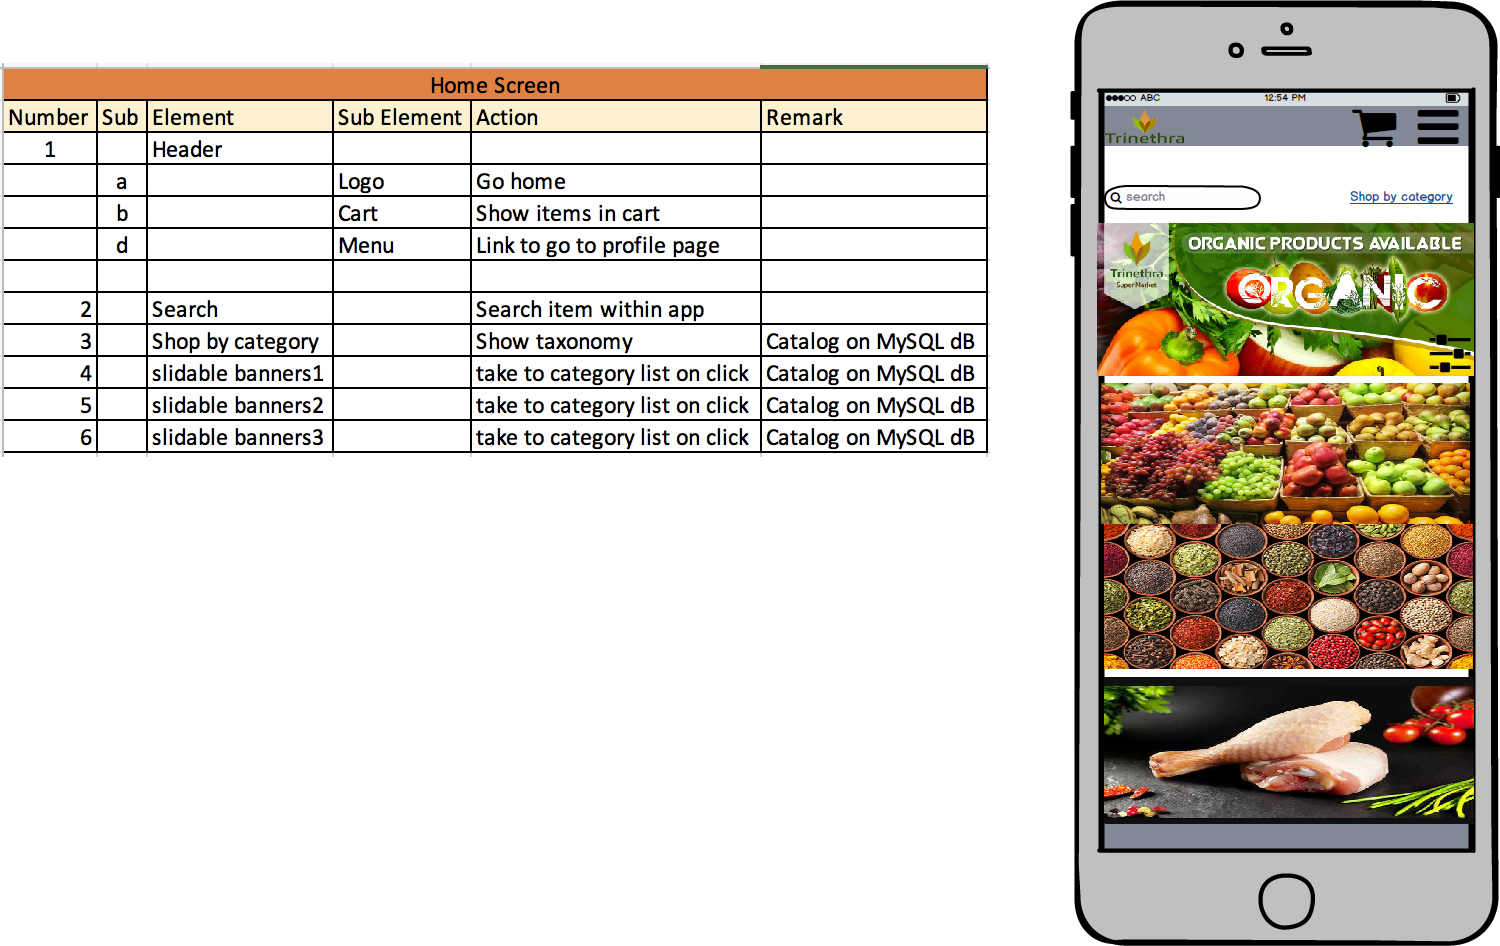 Home Screen
Number Sub Element Sub Element Action Remark
1 Header
a Logo Go home
b Cart Show items in cart
d Menu Link to go to profile page
2 Search Search item within app
3 Shop by category Show taxonomy Catalog on MySQL dB
4 slidable banners1 take to category list on click Catalog on MySQL dB
5 slidable banners2 take to category list on click Catalog on MySQL dB
6 slidable banners3 take to category list on click Catalog on MySQL dB
ABC 12:54 PM
Trinethra
search Shop by category
ORGANIC PRODUCTS AVAILABLE
Trinethra
Super Market
ORGANIC